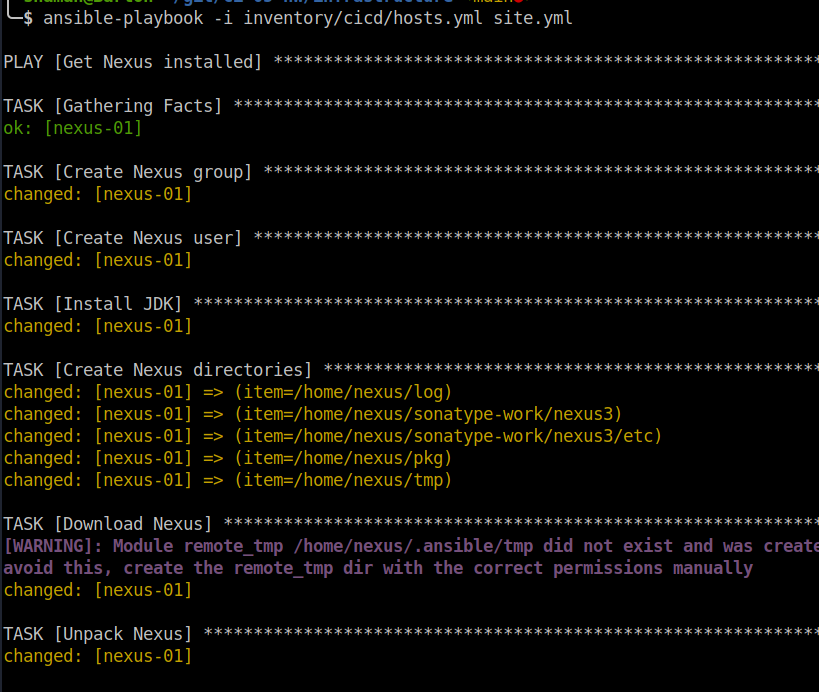 $ ansible-playbook -i inventory/cicd/hosts.yml site.yml
PLAY [Get Nexus installed] *******************************************************
TASK [Gathering Facts] ***********************************************************
ok: [nexus-01]
TASK [Create Nexus group] ********************************************************
changed: [nexus-01]
TASK [Create Nexus user] *********************************************************
changed: [nexus-01]
TASK [Install JDK] ***************************************************************
changed: [nexus-01]
TASK [Create Nexus directories] **************************************************
changed: [nexus-01] => (item=/home/nexus/log)
changed: [nexus-01] => (item=/home/nexus/sonatype-work/nexus3)
changed: [nexus-01] => (item=/home/nexus/sonatype-work/nexus3/etc)
changed: [nexus-01] => (item=/home/nexus/pkg)
changed: [nexus-01] => (item=/home/nexus/tmp)
TASK [Download Nexus] ************************************************************
[WARNING]: Module remote_tmp /home/nexus/.ansible/tmp did not exist and was create
avoid this, create the remote_tmp dir with the correct permissions manually
changed: [nexus-01]
TASK [Unpack Nexus] **************************************************************
changed: [nexus-01]